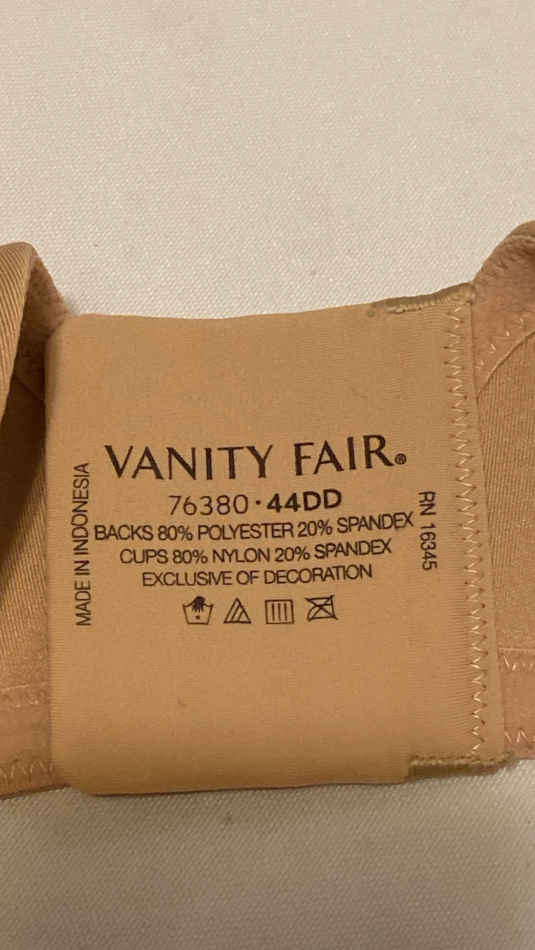 VANITY FAIR®
76380 · 44DD
BACKS 80% POLYESTER 20% SPANDEX
CUPS 80% NYLON 20% SPANDEX
EXCLUSIVE OF DECORATION
MADE IN INDONESIA
RN 16345